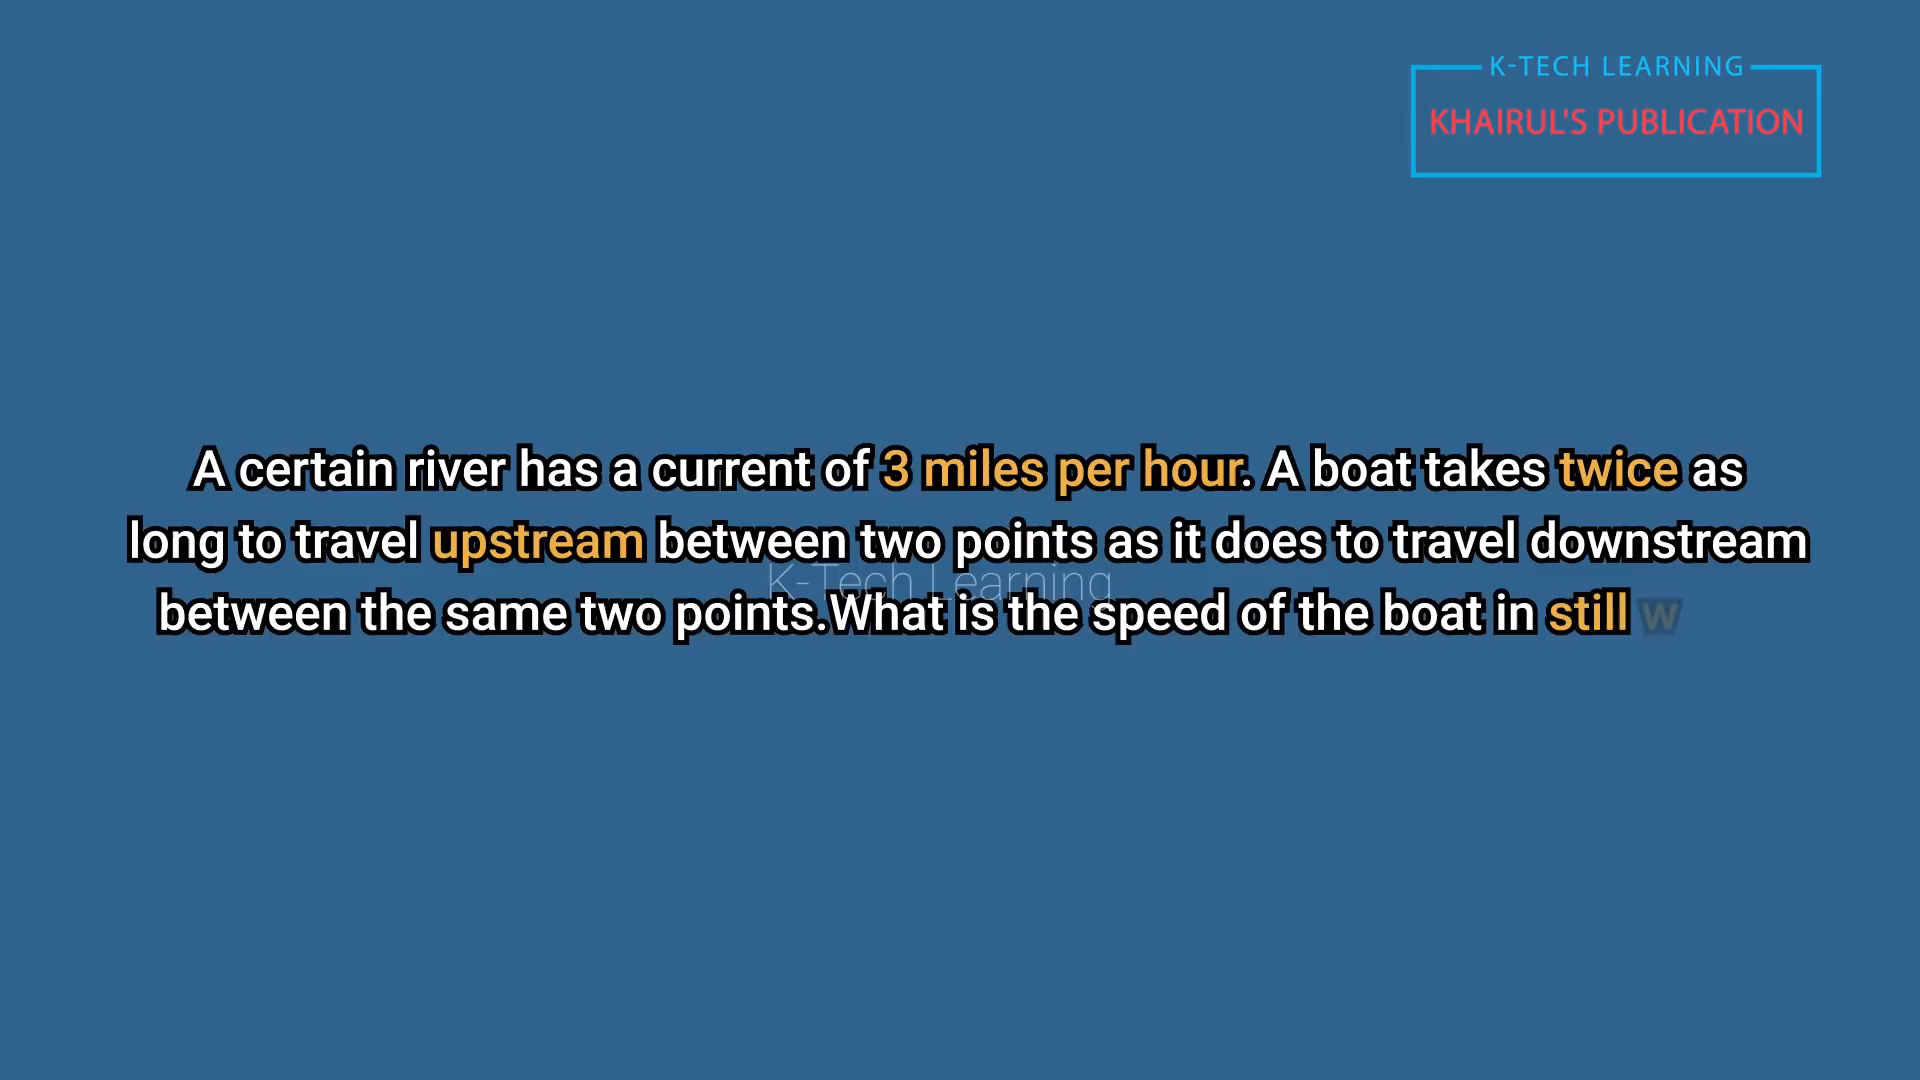 K-TECH LEARNING
KHAIRUL'S PUBLICATION
A certain river has a current of 3 miles per hour. A boat takes twice as
long to travel upstream between two points as it does to travel downstream
K-Tech Learning
between the same two points.What is the speed of the boat in still w